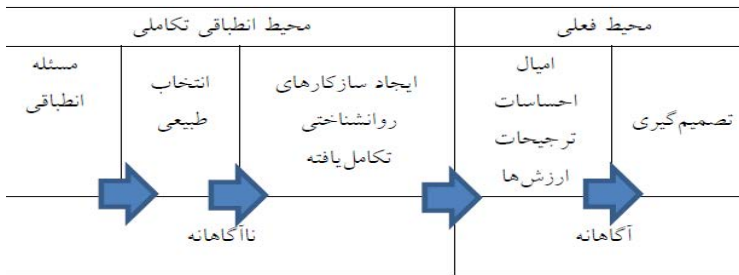 محیط انطباقی تکاملی
محیط فعلی
مسئله
انطباقی
انتخاب
طبیعی
ایجاد سازکارهای
روانشناختی
تکامل‌یافته
امیال
احساسات
ترجیحات
ارزش‌ها
تصمیم‌گیری
ناآگاهانه
آگاهانه